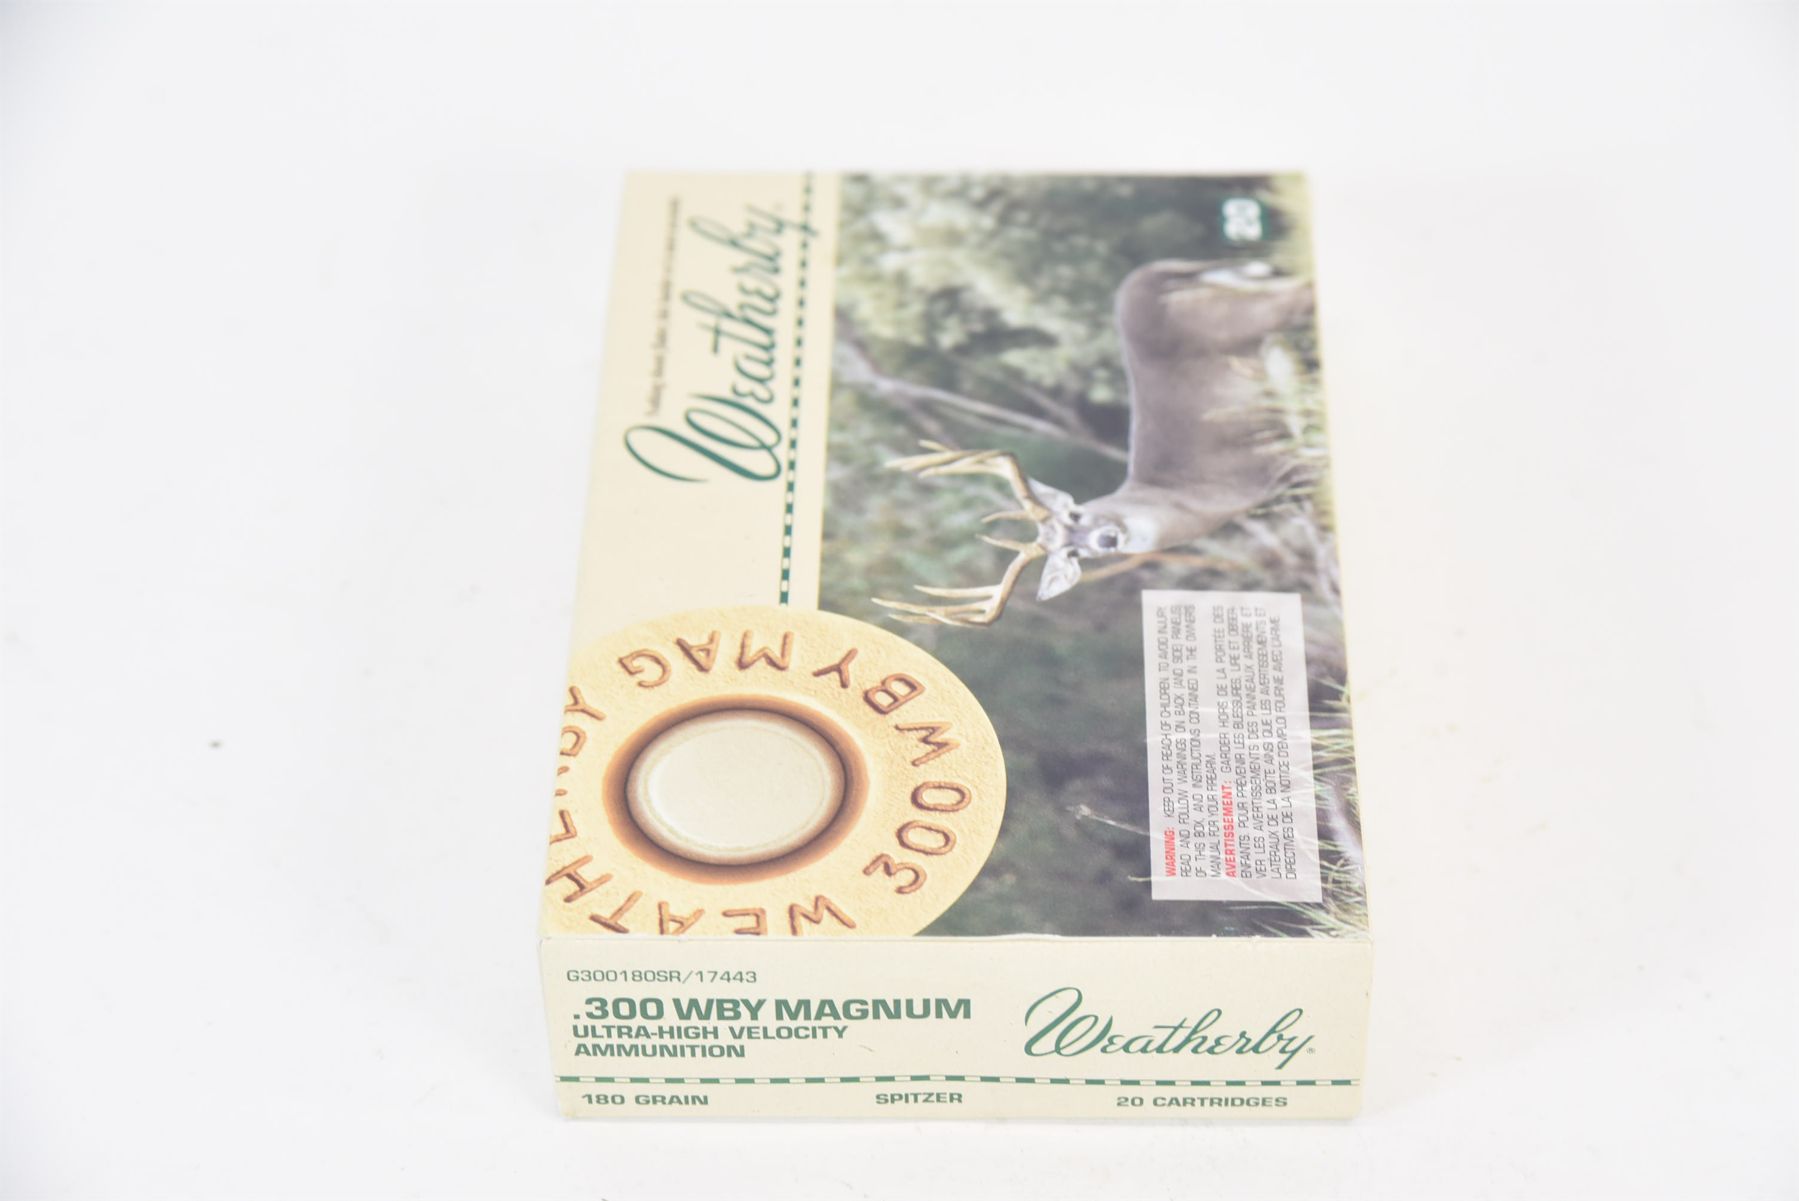 Weatherby
20
WEATHERBY 300 WBY MAG
WARNING: KEEP OUT OF REACH OF CHILDREN. TO AVOID INJURY,
READ AND FOLLOW WARNINGS ON BACK (AND SIDE) PANELS
OF THIS BOX, AND INSTRUCTIONS CONTAINED IN THE OWNERS
MANUAL FOR YOUR FIREARM.
AVERTISSEMENT: GARDER HORS DE LA PORTÉE DES
ENFANTS. POUR PRÉVENIR LES BLESSURES, LIRE ET OBSER-
VER LES AVERTISSEMENTS DES PANNEAUX ARRIÈRE ET
LATÉRAUX DE LA BOÎTE AINSI QUE LES AVERTISSEMENTS ET
DIRECTIVES DE LA NOTICE D'EMPLOI FOURNIE AVEC L'ARME.
G300180SR/17443
.300 WBY MAGNUM
ULTRA-HIGH VELOCITY
AMMUNITION
Weatherby®
180 GRAIN SPITZER 20 CARTRIDGES